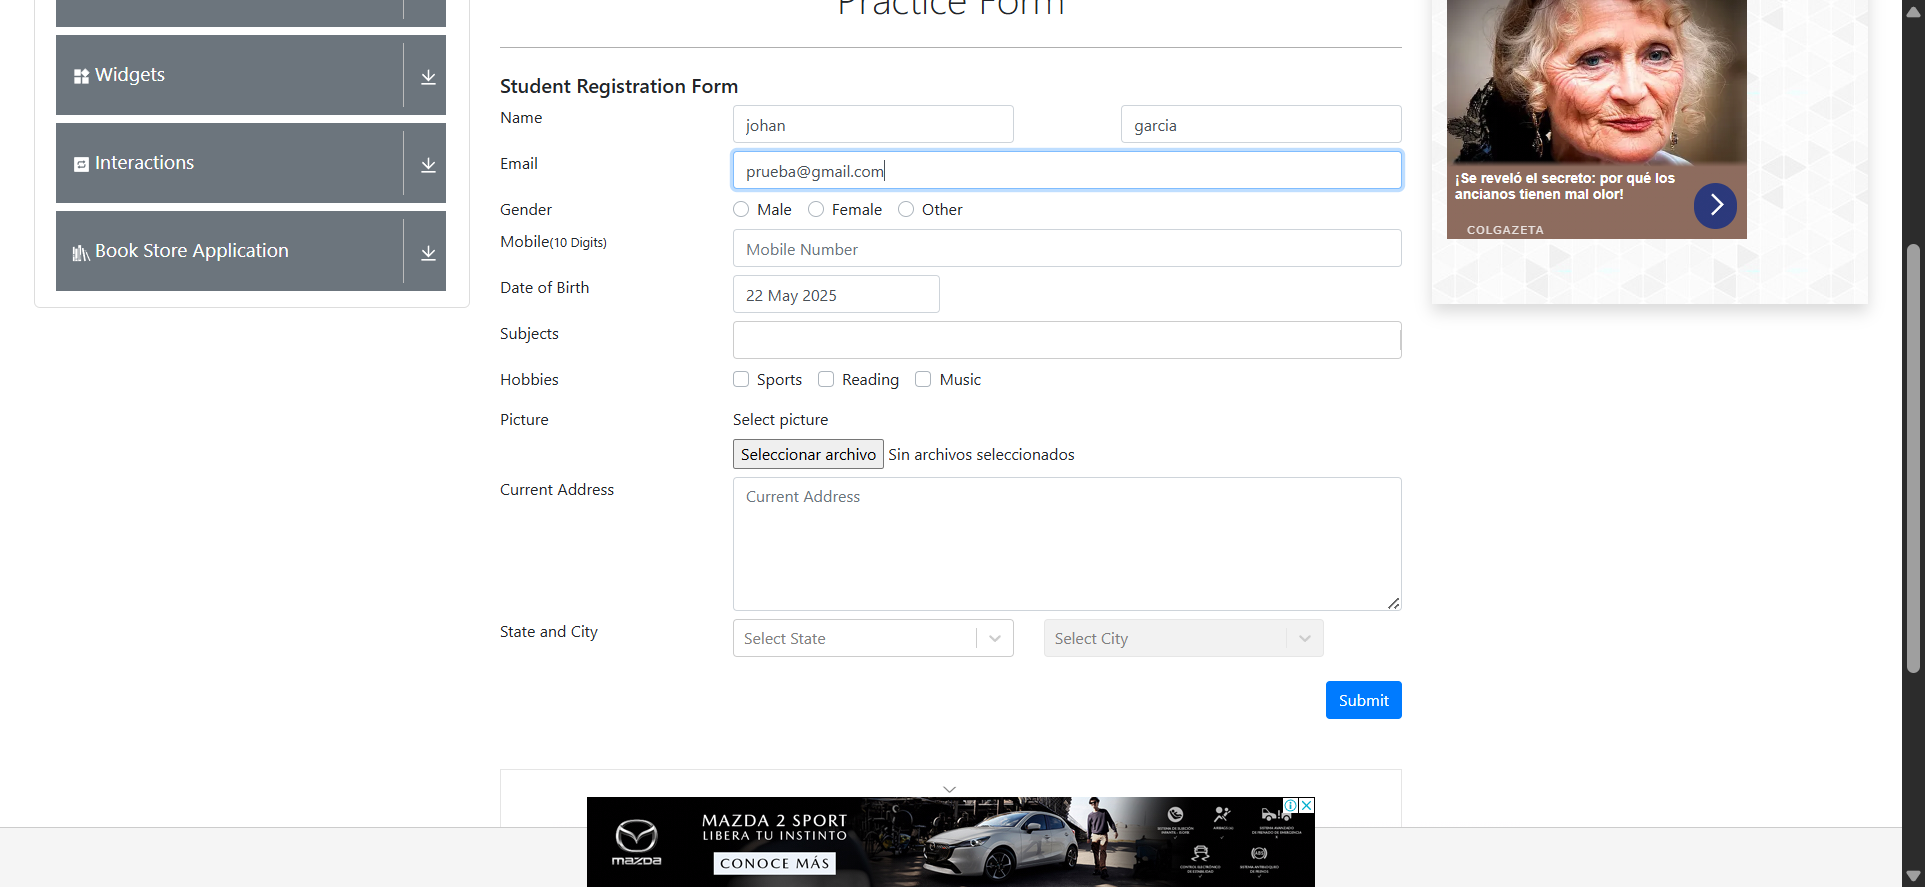 Practice Form
Widgets
Interactions
Book Store Application
Student Registration Form
Name
johan
garcia
Email
prueba@gmail.com
Gender
Male
Female
Other
Mobile(10 Digits)
Mobile Number
Date of Birth
22 May 2025
Subjects
Hobbies
Sports
Reading
Music
Picture
Select picture
Seleccionar archivo Sin archivos seleccionados
Current Address
Current Address
State and City
Select State
Select City
Submit
¡Se reveló el secreto: por qué los
ancianos tienen mal olor!
COLGAZETA
mazda
MAZDA 2 SPORT
LIBERA TU INSTINTO
CONOCE MÁS